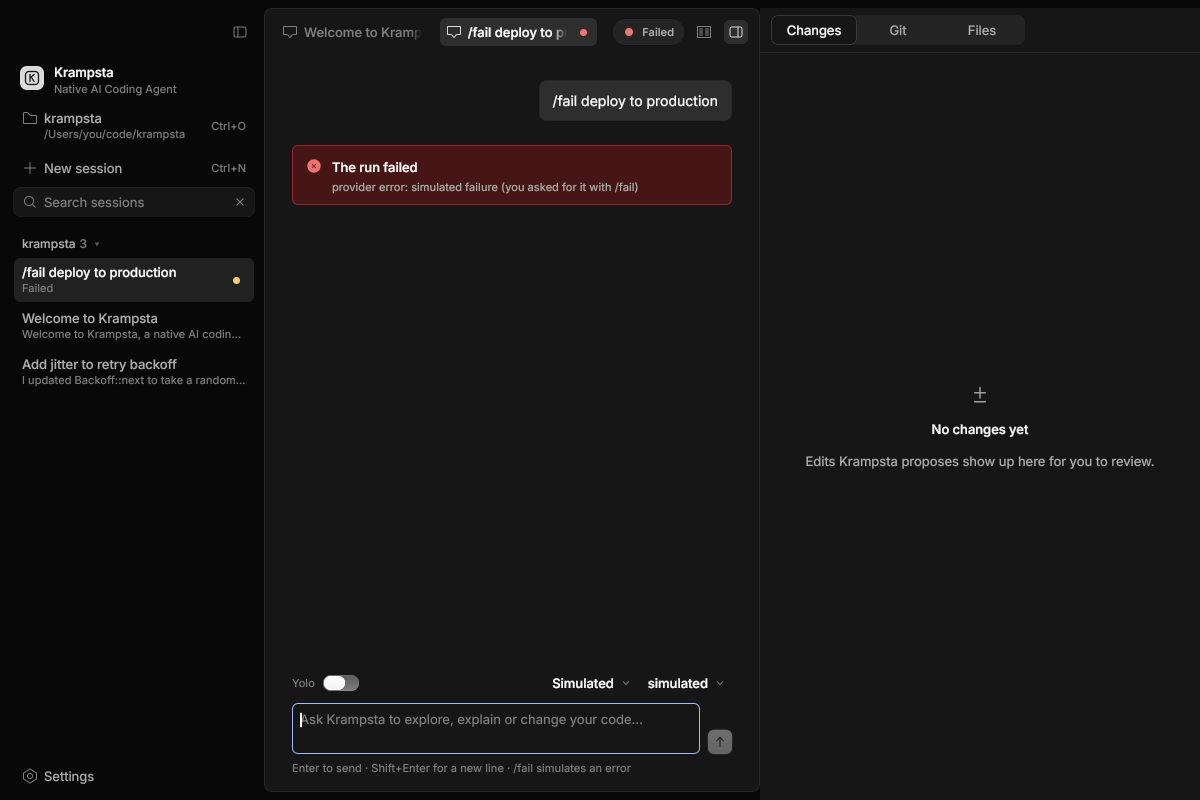 Krampsta
Native AI Coding Agent
krampsta
/Users/you/code/krampsta
Ctrl+O
New session
Ctrl+N
Search sessions
krampsta 3
/fail deploy to production
Failed
Welcome to Krampsta
Welcome to Krampsta, a native AI codin...
Add jitter to retry backoff
I updated Backoff::next to take a random...
Settings
Welcome to Kramp
/fail deploy to p
Failed
/fail deploy to production
The run failed
provider error: simulated failure (you asked for it with /fail)
Yolo
Simulated
simulated
Ask Krampsta to explore, explain or change your code...
Enter to send · Shift+Enter for a new line · /fail simulates an error
Changes
Git
Files
No changes yet
Edits Krampsta proposes show up here for you to review.